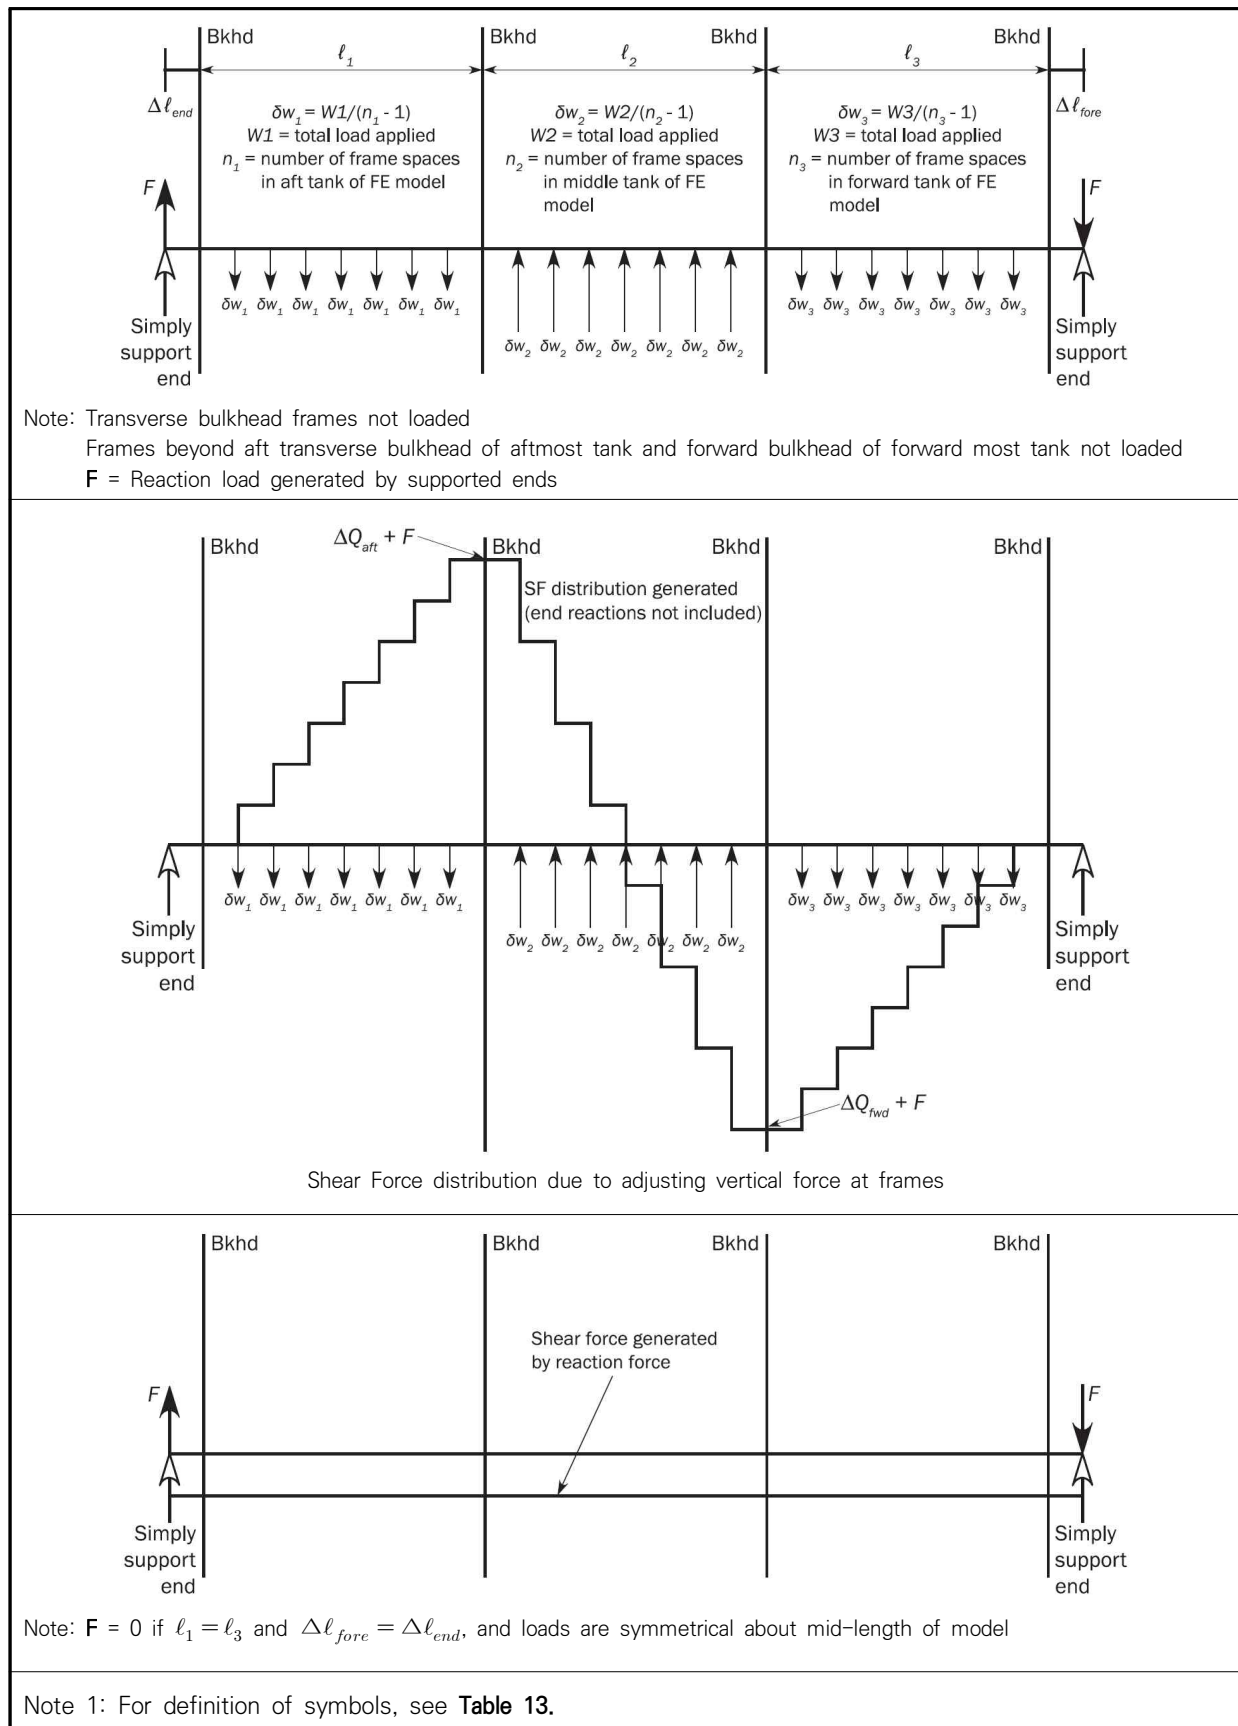 Bkhd Bkhd Bkhd Bkhd
ℓ₁ ℓ₂ ℓ₃
Δℓ_end Δℓ_fore
δw₁ = W1/(n₁ - 1)
W1 = total load applied
n₁ = number of frame spaces
in aft tank of FE model
δw₂ = W2/(n₂ - 1)
W2 = total load applied
n₂ = number of frame spaces
in middle tank of FE
model
δw₃ = W3/(n₃ - 1)
W3 = total load applied
n₃ = number of frame spaces
in forward tank of FE
model
F F
δw₁ δw₁ δw₁ δw₁ δw₁ δw₁ δw₁
δw₂ δw₂ δw₂ δw₂ δw₂ δw₂ δw₂
δw₃ δw₃ δw₃ δw₃ δw₃ δw₃ δw₃
Simply
support
end
Simply
support
end
Note: Transverse bulkhead frames not loaded
Frames beyond aft transverse bulkhead of aftmost tank and forward bulkhead of forward most tank not loaded
F = Reaction load generated by supported ends
Bkhd Bkhd Bkhd Bkhd
ΔQ_aft + F
SF distribution generated
(end reactions not included)
δw₁ δw₁ δw₁ δw₁ δw₁ δw₁ δw₁
δw₂ δw₂ δw₂ δw₂ δw₂ δw₂ δw₂
δw₃ δw₃ δw₃ δw₃ δw₃ δw₃ δw₃
Simply
support
end
Simply
support
end
ΔQ_fwd + F
Shear Force distribution due to adjusting vertical force at frames
Bkhd Bkhd Bkhd Bkhd
Shear force generated
by reaction force
F F
Simply
support
end
Simply
support
end
Note: F = 0 if ℓ₁ = ℓ₃ and Δℓ_fore = Δℓ_end, and loads are symmetrical about mid-length of model
Note 1: For definition of symbols, see Table 13.